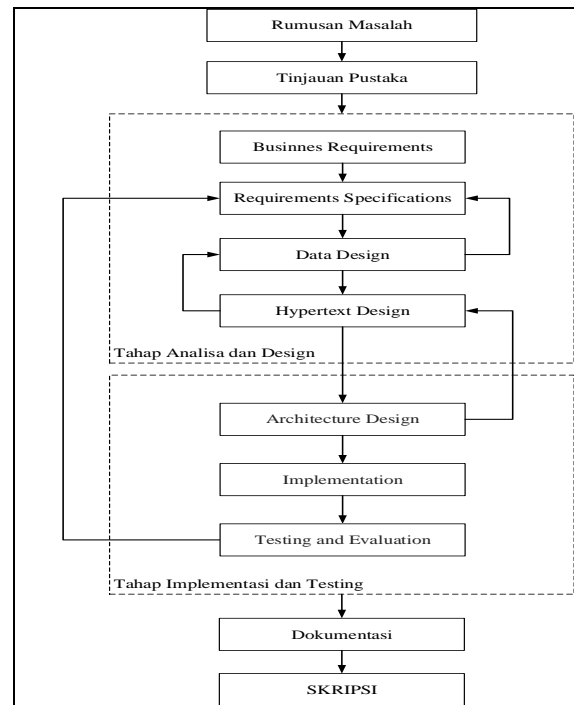 Rumusan Masalah
Tinjauan Pustaka
Businnes Requirements
Requirements Specifications
Data Design
Hypertext Design
Tahap Analisa dan Design
Architecture Design
Implementation
Testing and Evaluation
Tahap Implementasi dan Testing
Dokumentasi
SKRIPSI